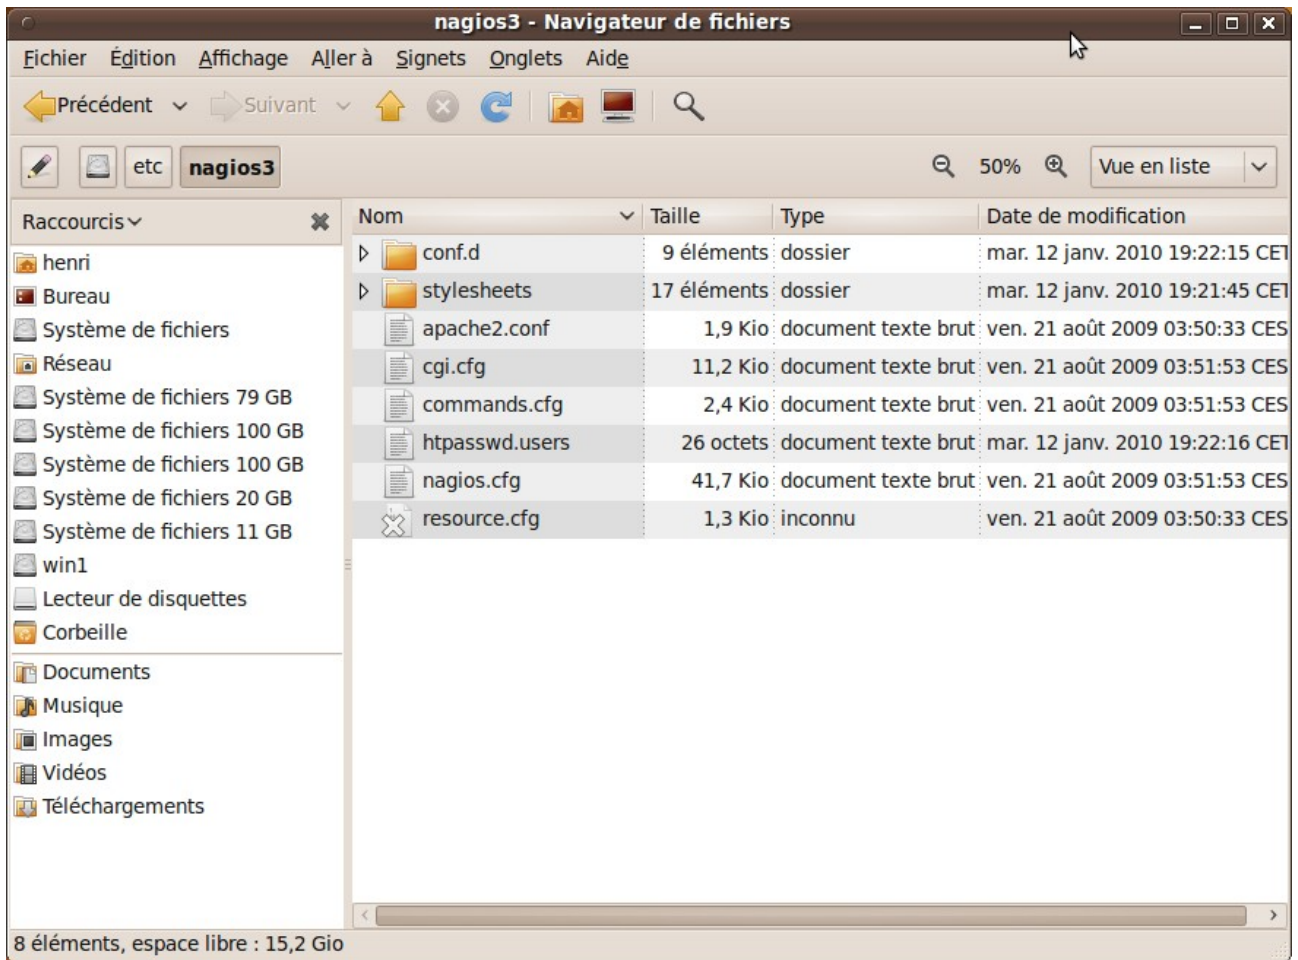 nagios3 - Navigateur de fichiers
Fichier Édition Affichage Aller à Signets Onglets Aide
Précédent Suivant
etc nagios3 50% Vue en liste
Raccourcis
henri
Bureau
Système de fichiers
Réseau
Système de fichiers 79 GB
Système de fichiers 100 GB
Système de fichiers 100 GB
Système de fichiers 20 GB
Système de fichiers 11 GB
win1
Lecteur de disquettes
Corbeille
Documents
Musique
Images
Vidéos
Téléchargements
Nom Taille Type Date de modification
conf.d 9 éléments dossier mar. 12 janv. 2010 19:22:15 CET
stylesheets 17 éléments dossier mar. 12 janv. 2010 19:21:45 CET
apache2.conf 1,9 Kio document texte brut ven. 21 août 2009 03:50:33 CES
cgi.cfg 11,2 Kio document texte brut ven. 21 août 2009 03:51:53 CES
commands.cfg 2,4 Kio document texte brut ven. 21 août 2009 03:51:53 CES
htpasswd.users 26 octets document texte brut mar. 12 janv. 2010 19:22:16 CET
nagios.cfg 41,7 Kio document texte brut ven. 21 août 2009 03:51:53 CES
resource.cfg 1,3 Kio inconnu ven. 21 août 2009 03:50:33 CES
8 éléments, espace libre : 15,2 Gio